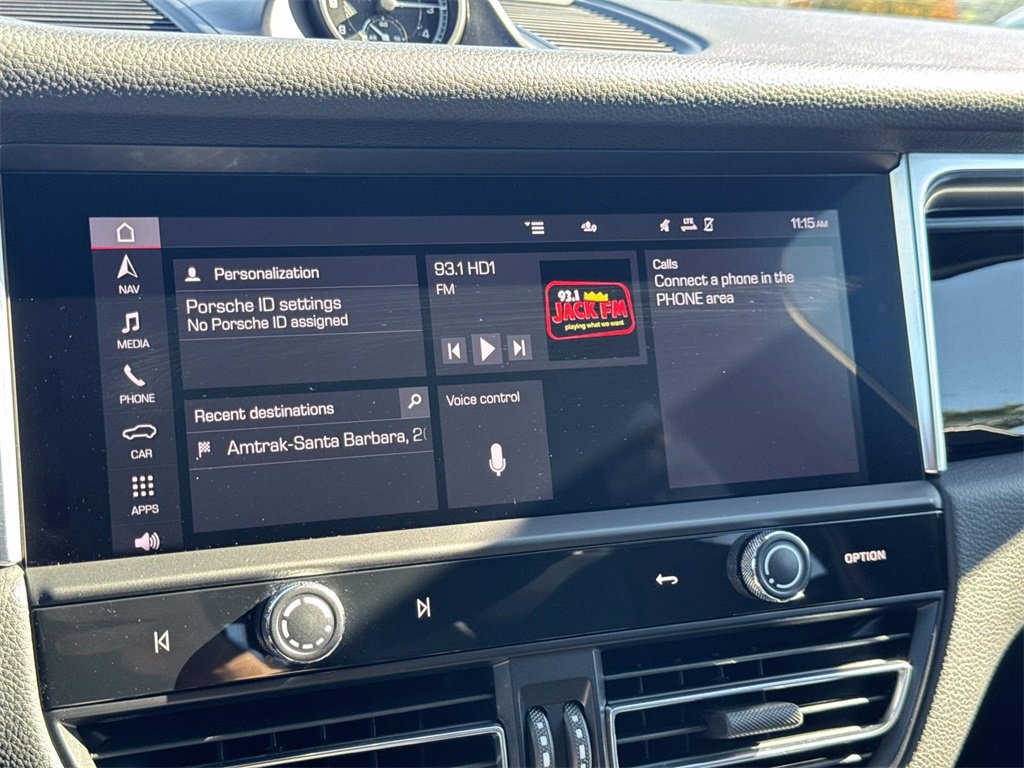 LTE
11:15 AM
NAV
MEDIA
PHONE
CAR
APPS
Personalization
Porsche ID settings
No Porsche ID assigned
93.1 HD1
FM
93.1
JACK FM
playing what we want
Calls
Connect a phone in the
PHONE area
Recent destinations
Amtrak-Santa Barbara, 2
Voice control
OPTION